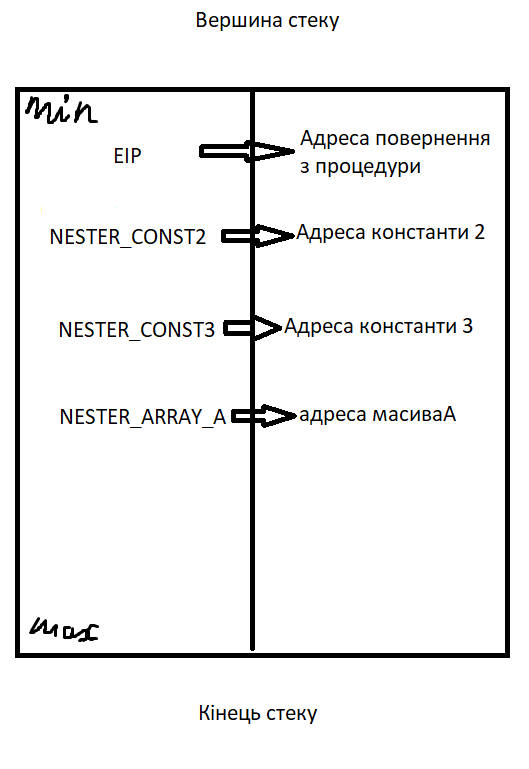 Вершина стеку
min
EIP
Адреса повернення
з процедури
NESTER_CONST2
Адреса константи 2
NESTER_CONST3
Адреса константи 3
NESTER_ARRAY_A
адреса масиваА
max
Кінець стеку